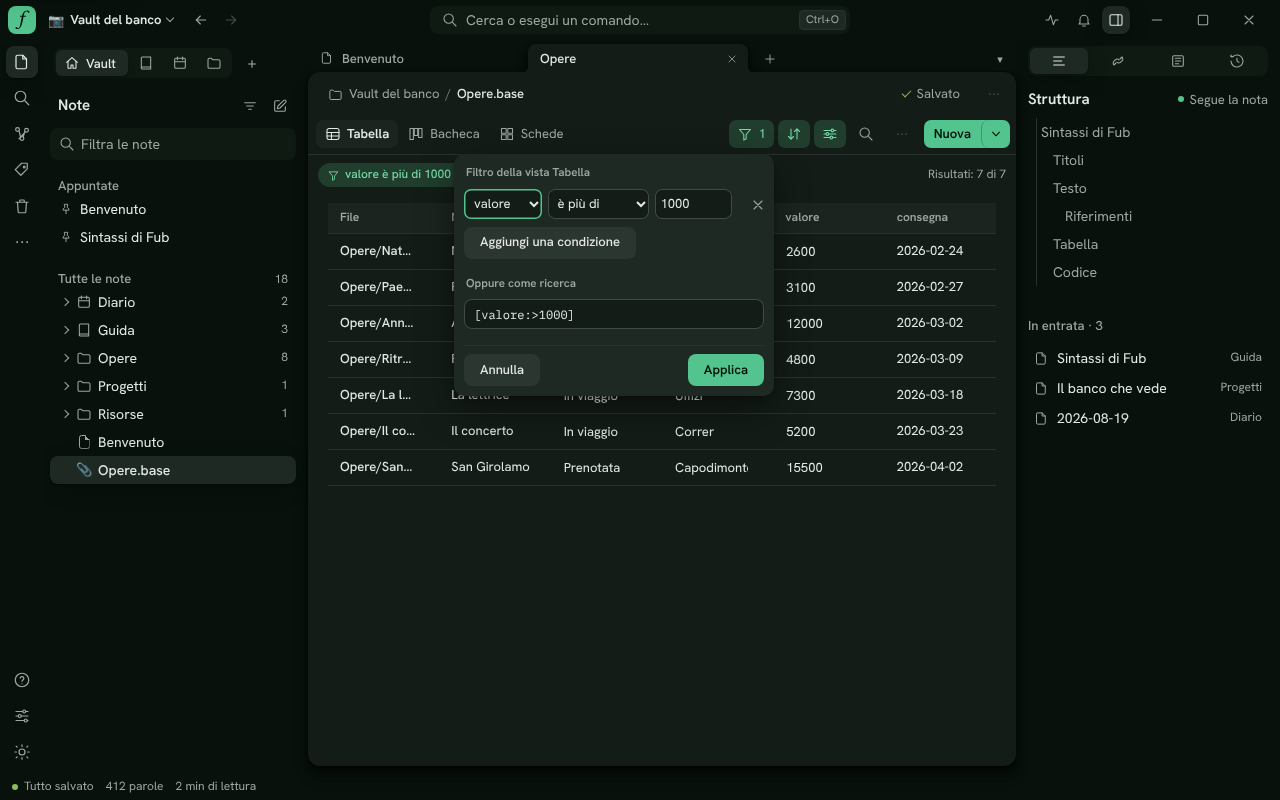 Vault del banco
Cerca o esegui un comando…
Ctrl+O
Vault
Benvenuto
Opere
Note
Filtra le note
Appuntate
Benvenuto
Sintassi di Fub
Tutte le note 18
Diario 2
Guida 3
Opere 8
Progetti 1
Risorse 1
Benvenuto
Opere.base
Vault del banco / Opere.base
Salvato
Tabella
Bacheca
Schede
1
Nuova
valore è più di 1000
Risultati: 7 di 7
Filtro della vista Tabella
valore
è più di
1000
Aggiungi una condizione
Oppure come ricerca
[valore:>1000]
Annulla
Applica
File valore consegna
Opere/Nat… 2600 2026-02-24
Opere/Pae… 3100 2026-02-27
Opere/Ann… 12000 2026-03-02
Opere/Ritr… 4800 2026-03-09
Opere/La l… La lettrice In viaggio Uffizi 7300 2026-03-18
Opere/Il co… Il concerto In viaggio Correr 5200 2026-03-23
Opere/San… San Girolamo Prenotata Capodimont 15500 2026-04-02
Struttura
Segue la nota
Sintassi di Fub
Titoli
Testo
Riferimenti
Tabella
Codice
In entrata · 3
Sintassi di Fub Guida
Il banco che vede Progetti
2026-08-19 Diario
Tutto salvato 412 parole 2 min di lettura